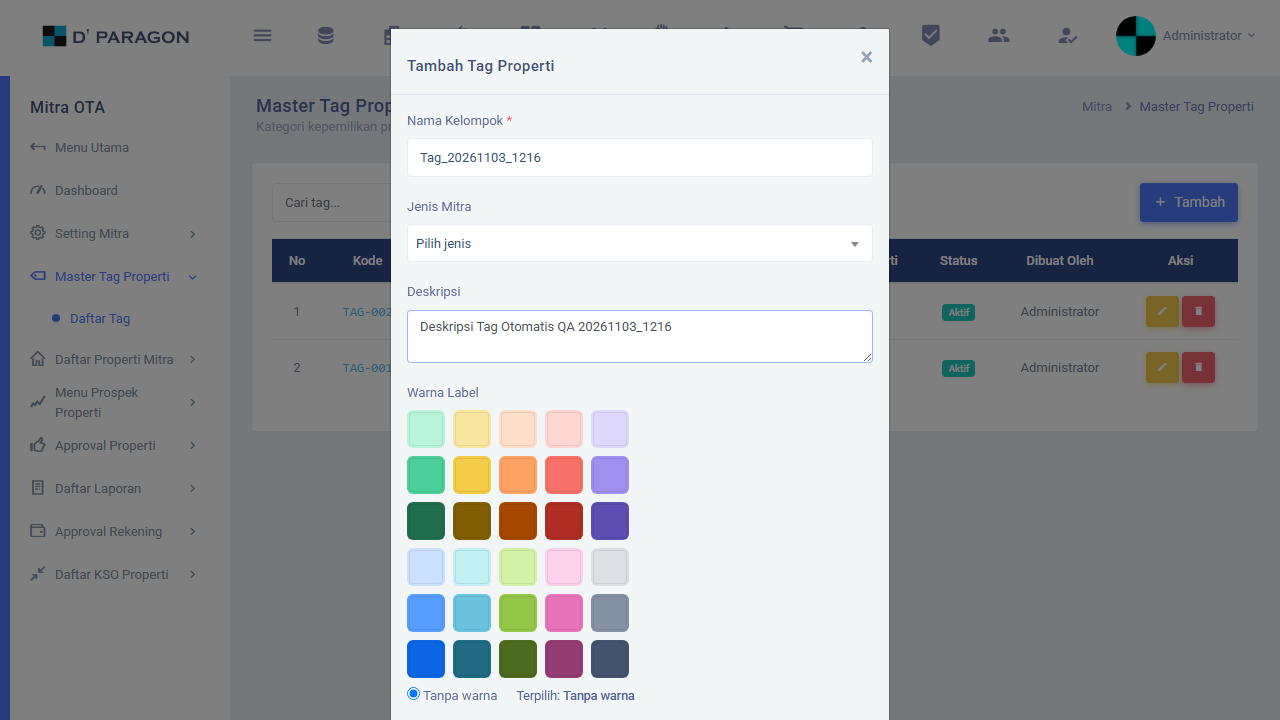 D' PARAGON
Administrator
Tambah Tag Properti
×
Mitra OTA
Master Tag Prop
Kategori kepemilikan pr
Mitra
Master Tag Properti
Nama Kelompok *
Tag_20261103_1216
Menu Utama
Dashboard
Setting Mitra
Master Tag Properti
Daftar Tag
Daftar Properti Mitra
Menu Prospek
Properti
Approval Properti
Daftar Laporan
Approval Rekening
Daftar KSO Properti
Cari tag...
+ Tambah
Jenis Mitra
Pilih jenis
No Kode rti Status Dibuat Oleh Aksi
1 TAG-002 Aktif Administrator
2 TAG-001 Aktif Administrator
Deskripsi
Deskripsi Tag Otomatis QA 20261103_1216
Warna Label
Tanpa warna Terpilih: Tanpa warna